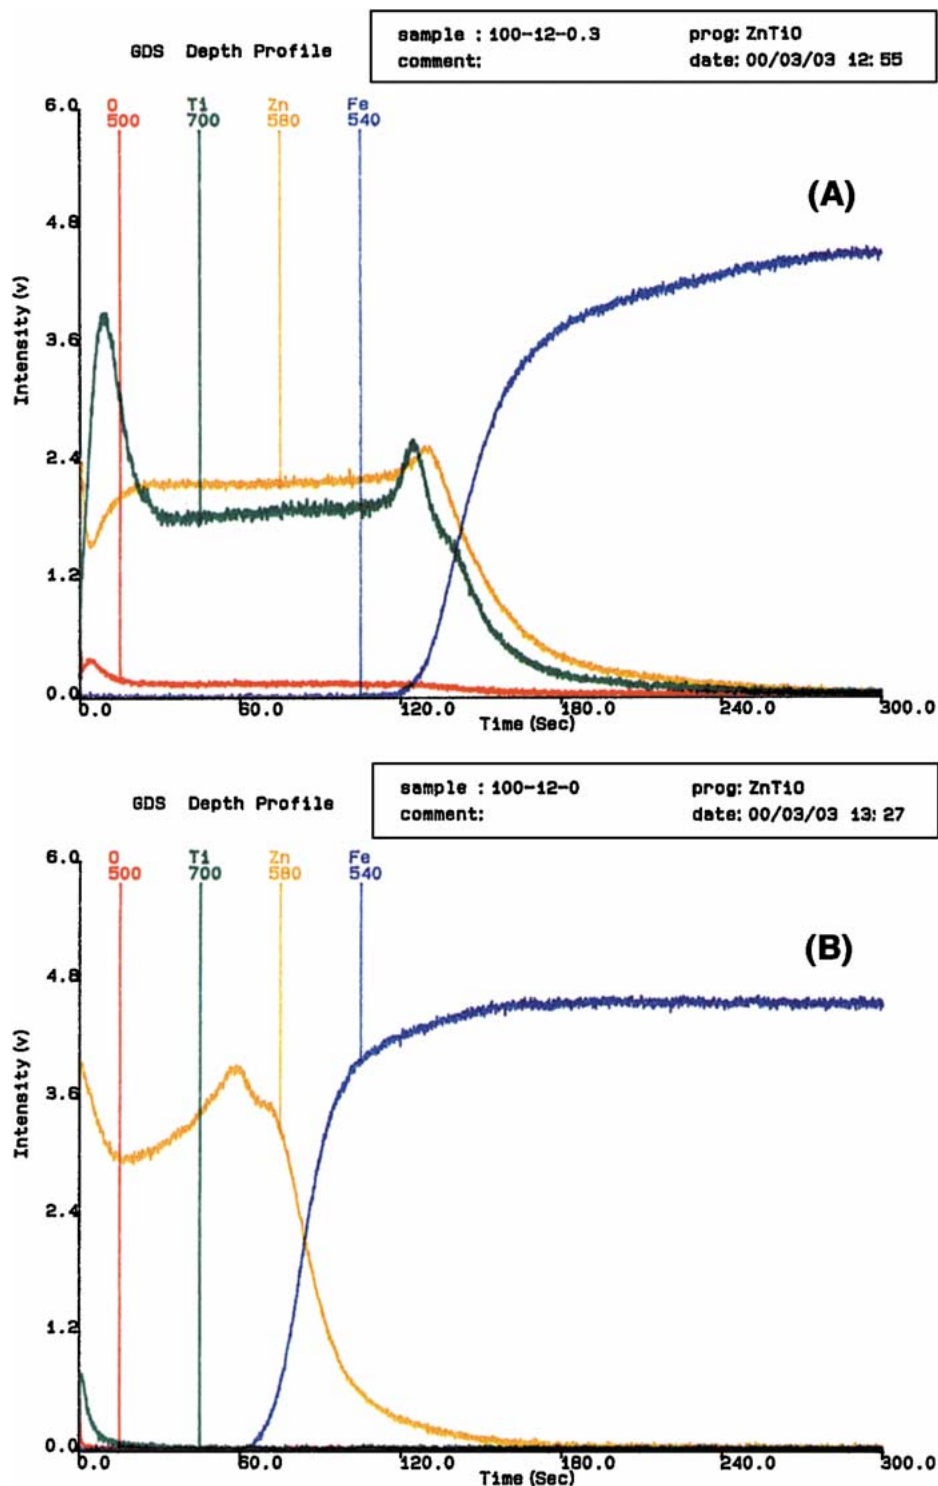 GDS Depth Profile
sample : 100-12-0.3 prog: ZnTiO
comment: date: 00/03/03 12:55
6.0 O Ti Zn Fe
500 700 580 540
(A)
4.8
3.6
2.4
1.2
0.0
Intensity (v)
0.0 60.0 120.0 180.0 240.0 300.0
Time (Sec)
GDS Depth Profile
sample : 100-12-0 prog: ZnTiO
comment: date: 00/03/03 13:27
6.0 O Ti Zn Fe
500 700 580 540
(B)
4.8
3.6
2.4
1.2
0.0
Intensity (v)
0.0 60.0 120.0 180.0 240.0 300.0
Time (Sec)